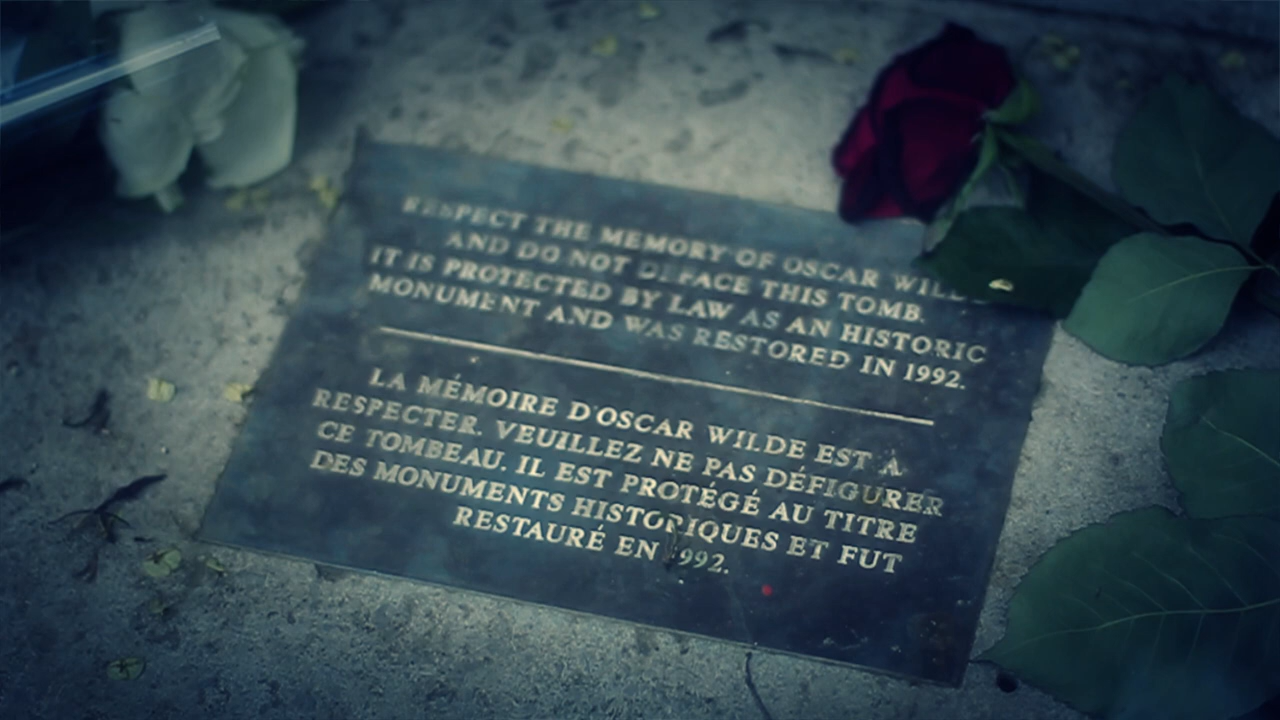 RESPECT THE MEMORY OF OSCAR WILDE
AND DO NOT DEFACE THIS TOMB.
IT IS PROTECTED BY LAW AS AN HISTORIC
MONUMENT AND WAS RESTORED IN 1992.
LA MÉMOIRE D'OSCAR WILDE EST À
RESPECTER. VEUILLEZ NE PAS DÉFIGURER
CE TOMBEAU. IL EST PROTÉGÉ AU TITRE
DES MONUMENTS HISTORIQUES ET FUT
RESTAURÉ EN 1992.